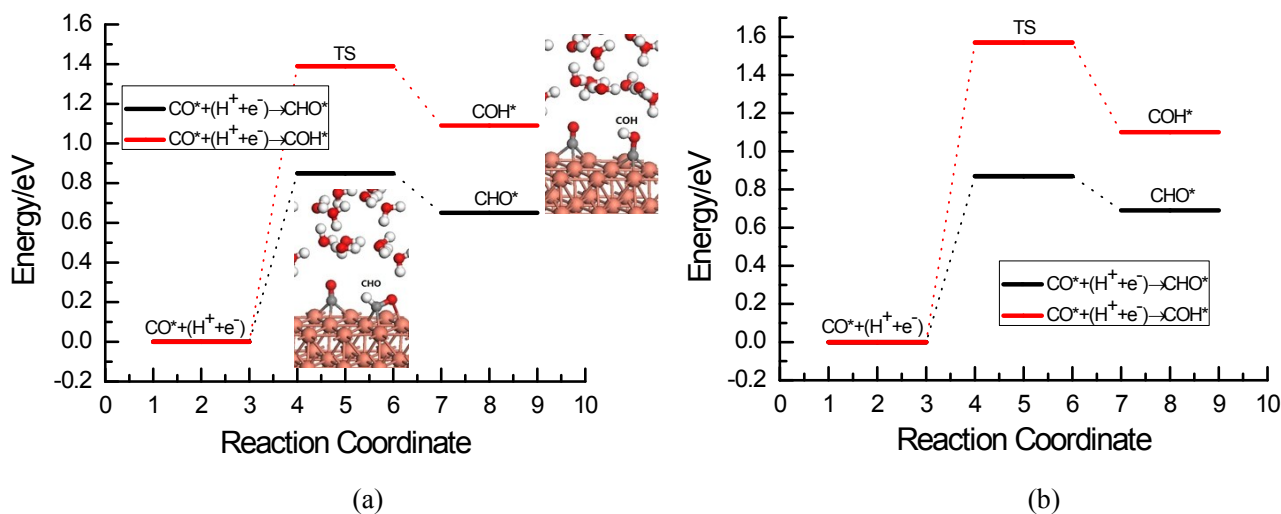 1.6
1.4
1.2
1.0
0.8
0.6
0.4
0.2
0.0
-0.2
Energy/eV
0 1 2 3 4 5 6 7 8 9 10
Reaction Coordinate
CO*+(H⁺+e⁻)→CHO*
CO*+(H⁺+e⁻)→COH*
TS
COH*
CHO*
CO*+(H⁺+e⁻)
CHO
COH
(a)
1.6
1.4
1.2
1.0
0.8
0.6
0.4
0.2
0.0
-0.2
Energy/eV
0 1 2 3 4 5 6 7 8 9 10
Reaction Coordinate
TS
COH*
CHO*
CO*+(H⁺+e⁻)
CO*+(H⁺+e⁻)→CHO*
CO*+(H⁺+e⁻)→COH*
(b)